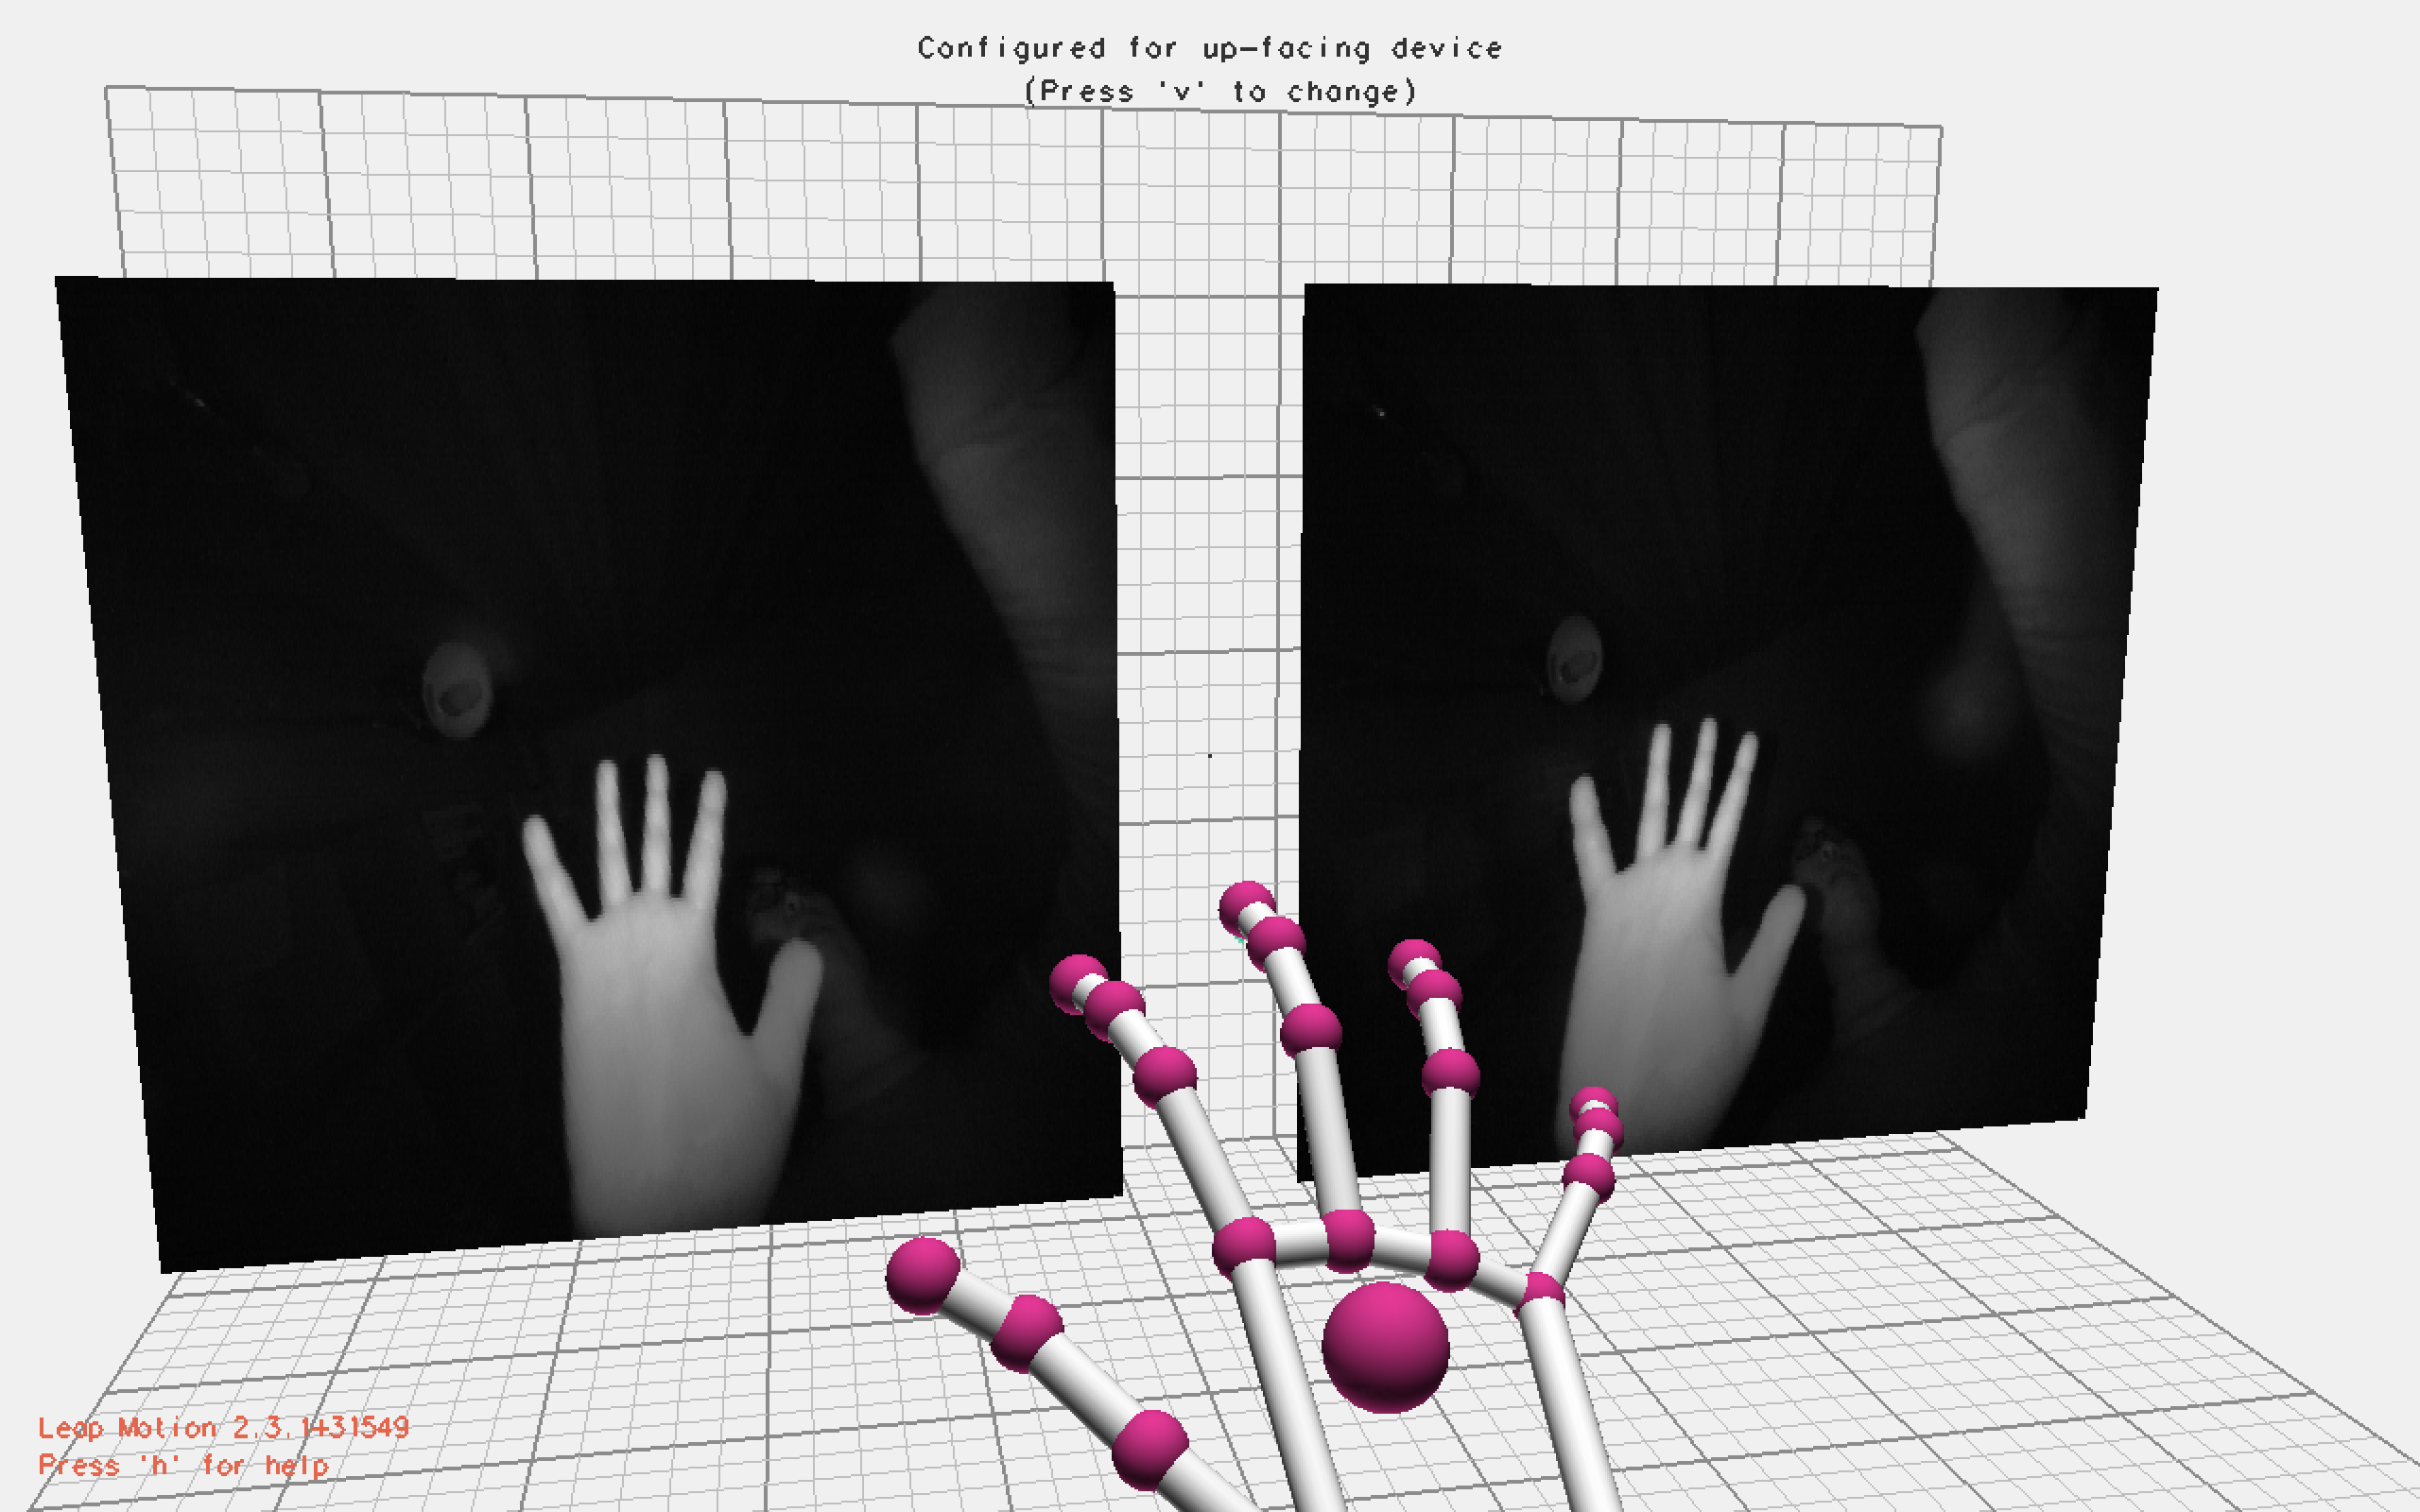 Configured for up-facing device
(Press 'v' to change)
Leap Motion 2.3.1+31549
Press 'h' for help